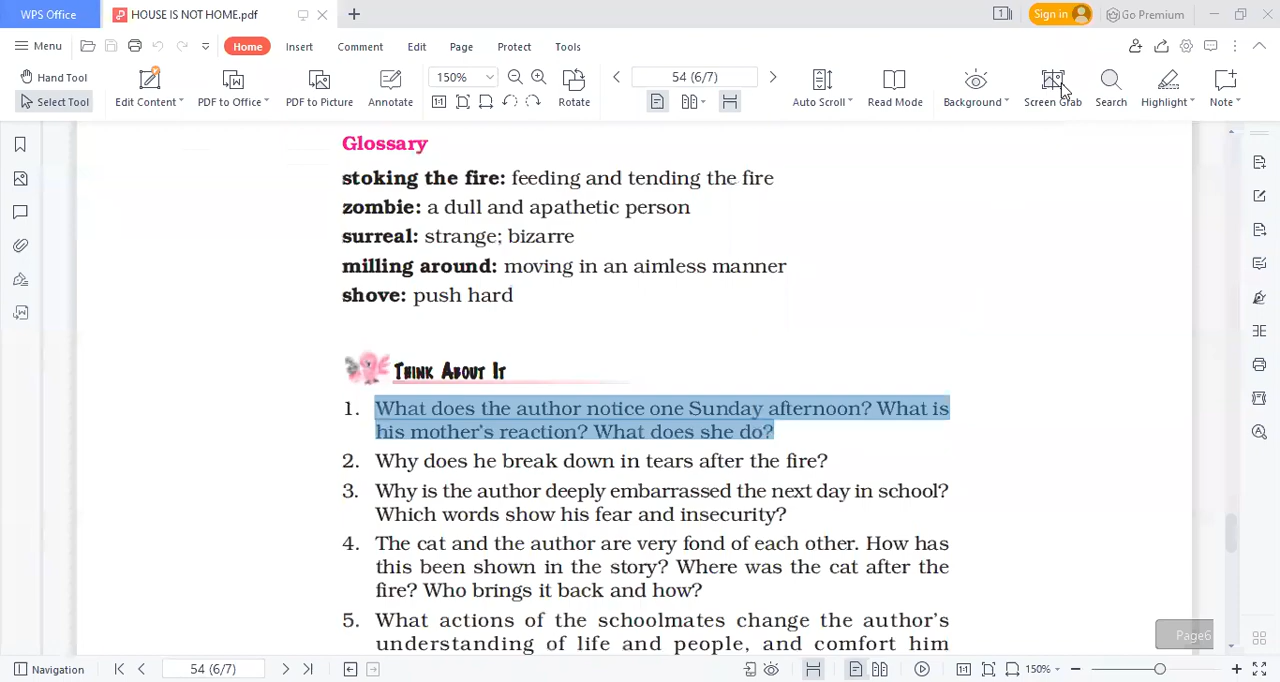 WPS Office
HOUSE IS NOT HOME.pdf
1
Sign in
Go Premium
Menu
Home
Insert
Comment
Edit
Page
Protect
Tools
Hand Tool
Select Tool
Edit Content
PDF to Office
PDF to Picture
Annotate
150%
Rotate
54 (6/7)
Auto Scroll
Read Mode
Background
Screen Grab
Search
Highlight
Note
Glossary
stoking the fire: feeding and tending the fire
zombie: a dull and apathetic person
surreal: strange; bizarre
milling around: moving in an aimless manner
shove: push hard
THINK ABOUT IT
1. What does the author notice one Sunday afternoon? What is
his mother's reaction? What does she do?
2. Why does he break down in tears after the fire?
3. Why is the author deeply embarrassed the next day in school?
Which words show his fear and insecurity?
4. The cat and the author are very fond of each other. How has
this been shown in the story? Where was the cat after the
fire? Who brings it back and how?
5. What actions of the schoolmates change the author's
understanding of life and people, and comfort him
Page6
Navigation
54 (6/7)
150%